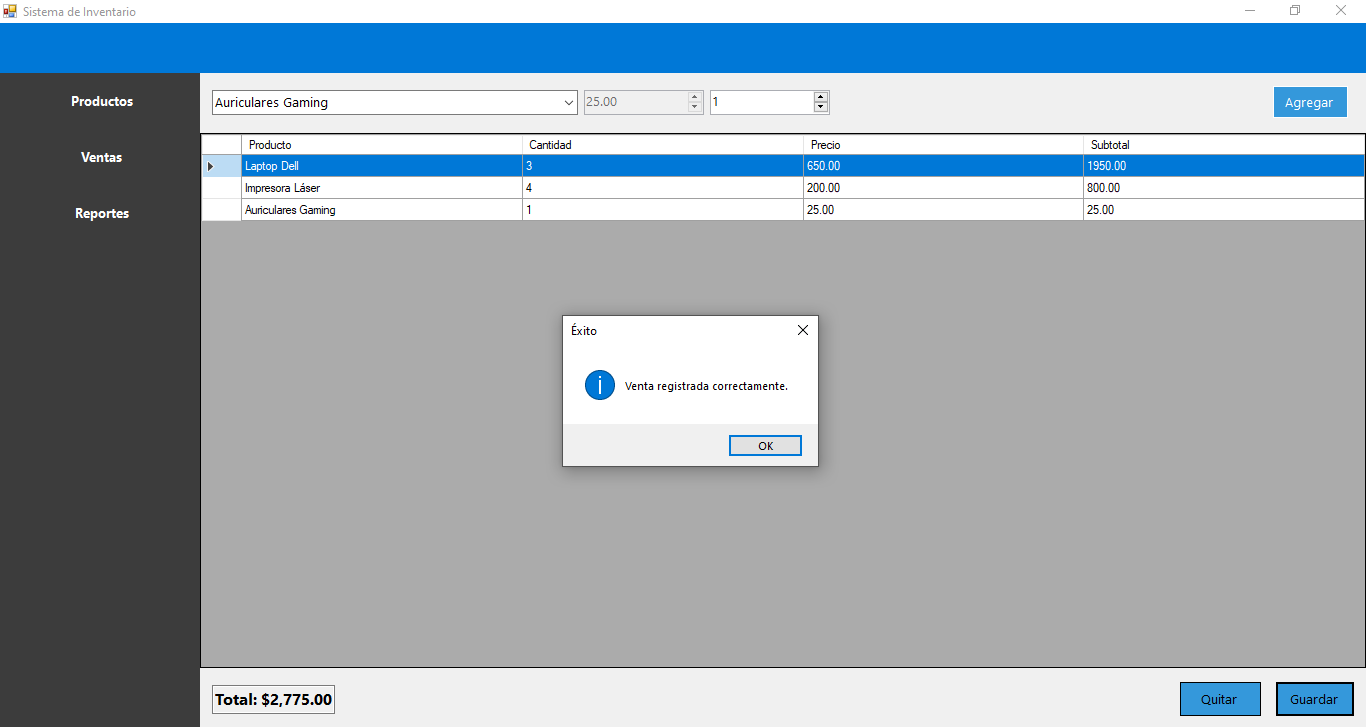 Sistema de Inventario
Productos
Ventas
Reportes
Auriculares Gaming 25.00 1 Agregar
Producto Cantidad Precio Subtotal
Laptop Dell 3 650.00 1950.00
Impresora Láser 4 200.00 800.00
Auriculares Gaming 1 25.00 25.00
Éxito
Venta registrada correctamente.
OK
Total: $2,775.00 Quitar Guardar